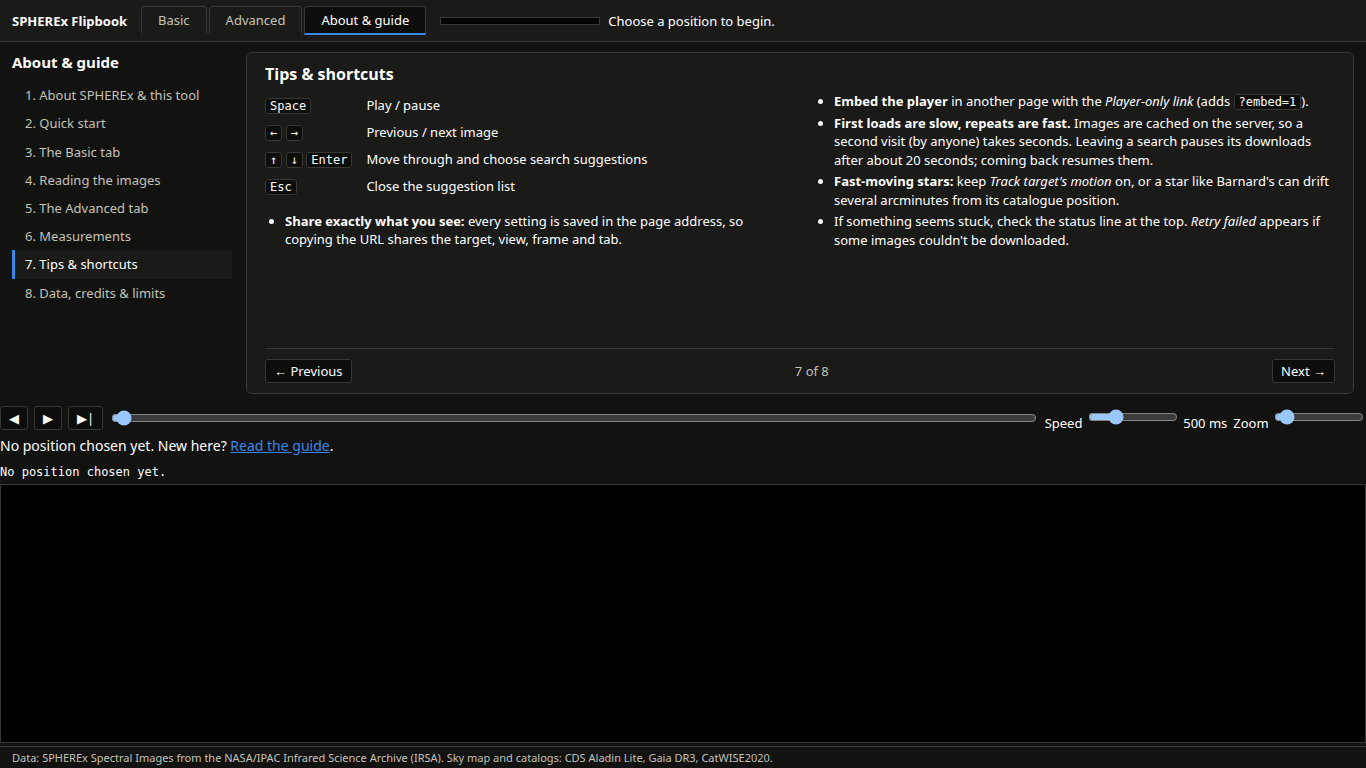 SPHEREx Flipbook
Basic
Advanced
About & guide
Choose a position to begin.
About & guide
1. About SPHEREx & this tool
2. Quick start
3. The Basic tab
4. Reading the images
5. The Advanced tab
6. Measurements
7. Tips & shortcuts
8. Data, credits & limits
Tips & shortcuts
Space Play / pause
← → Previous / next image
↑ ↓ Enter Move through and choose search suggestions
Esc Close the suggestion list
• Share exactly what you see: every setting is saved in the page address, so
copying the URL shares the target, view, frame and tab.
• Embed the player in another page with the Player-only link (adds ?embed=1).
• First loads are slow, repeats are fast. Images are cached on the server, so a
second visit (by anyone) takes seconds. Leaving a search pauses its downloads
after about 20 seconds; coming back resumes them.
• Fast-moving stars: keep Track target's motion on, or a star like Barnard's can drift
several arcminutes from its catalogue position.
• If something seems stuck, check the status line at the top. Retry failed appears if
some images couldn't be downloaded.
← Previous
7 of 8
Next →
◀ ▶ ▶| Speed 500 ms Zoom
No position chosen yet. New here? Read the guide.
No position chosen yet.
Data: SPHEREx Spectral Images from the NASA/IPAC Infrared Science Archive (IRSA). Sky map and catalogs: CDS Aladin Lite, Gaia DR3, CatWISE2020.